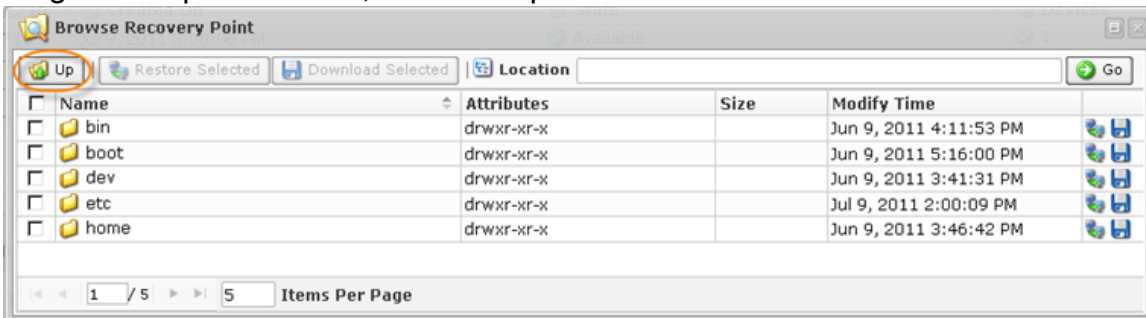 Browse Recovery Point
Up Restore Selected Download Selected Location Go
Name Attributes Size Modify Time
bin drwxr-xr-x Jun 9, 2011 4:11:53 PM
boot drwxr-xr-x Jun 9, 2011 5:16:00 PM
dev drwxr-xr-x Jun 9, 2011 3:41:31 PM
etc drwxr-xr-x Jul 9, 2011 2:00:09 PM
home drwxr-xr-x Jun 9, 2011 3:46:42 PM
1 / 5 5 Items Per Page